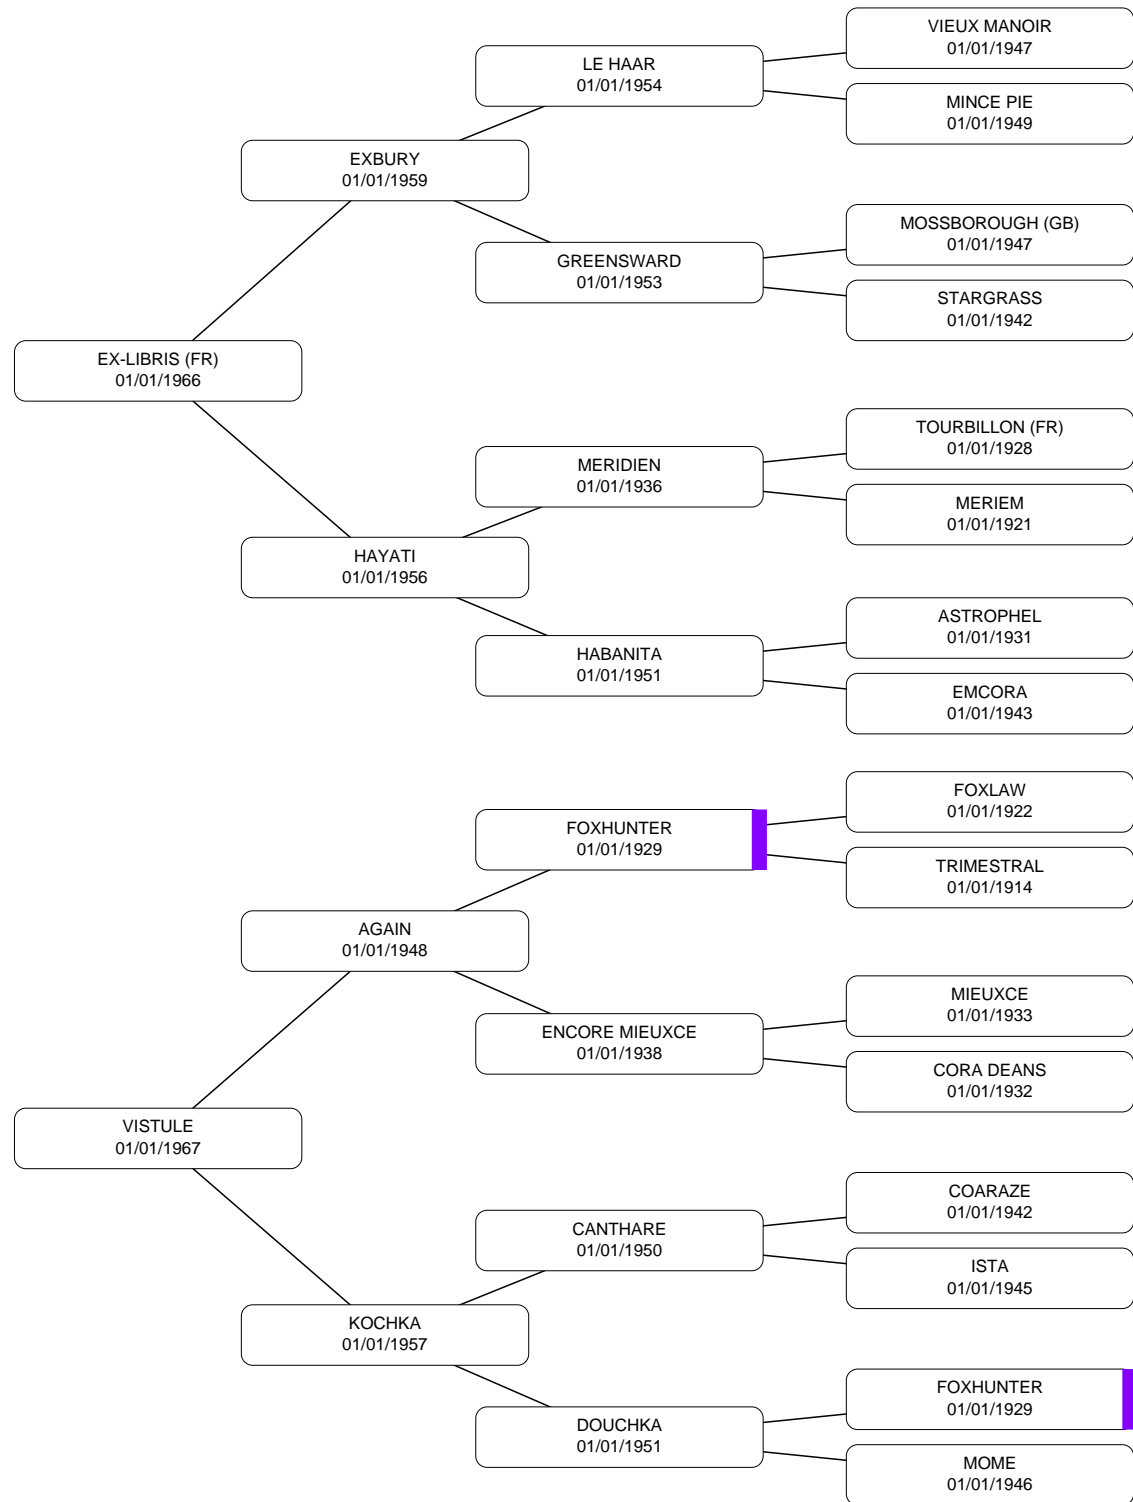 VIEUX MANOIR
01/01/1947
LE HAAR
01/01/1954
MINCE PIE
01/01/1949
EXBURY
01/01/1959
MOSSBOROUGH (GB)
01/01/1947
GREENSWARD
01/01/1953
STARGRASS
01/01/1942
EX-LIBRIS (FR)
01/01/1966
TOURBILLON (FR)
01/01/1928
MERIDIEN
01/01/1936
MERIEM
01/01/1921
HAYATI
01/01/1956
ASTROPHEL
01/01/1931
HABANITA
01/01/1951
EMCORA
01/01/1943
FOXLAW
01/01/1922
FOXHUNTER
01/01/1929
TRIMESTRAL
01/01/1914
AGAIN
01/01/1948
MIEUXCE
01/01/1933
ENCORE MIEUXCE
01/01/1938
CORA DEANS
01/01/1932
VISTULE
01/01/1967
COARAZE
01/01/1942
CANTHARE
01/01/1950
ISTA
01/01/1945
KOCHKA
01/01/1957
FOXHUNTER
01/01/1929
DOUCHKA
01/01/1951
MOME
01/01/1946